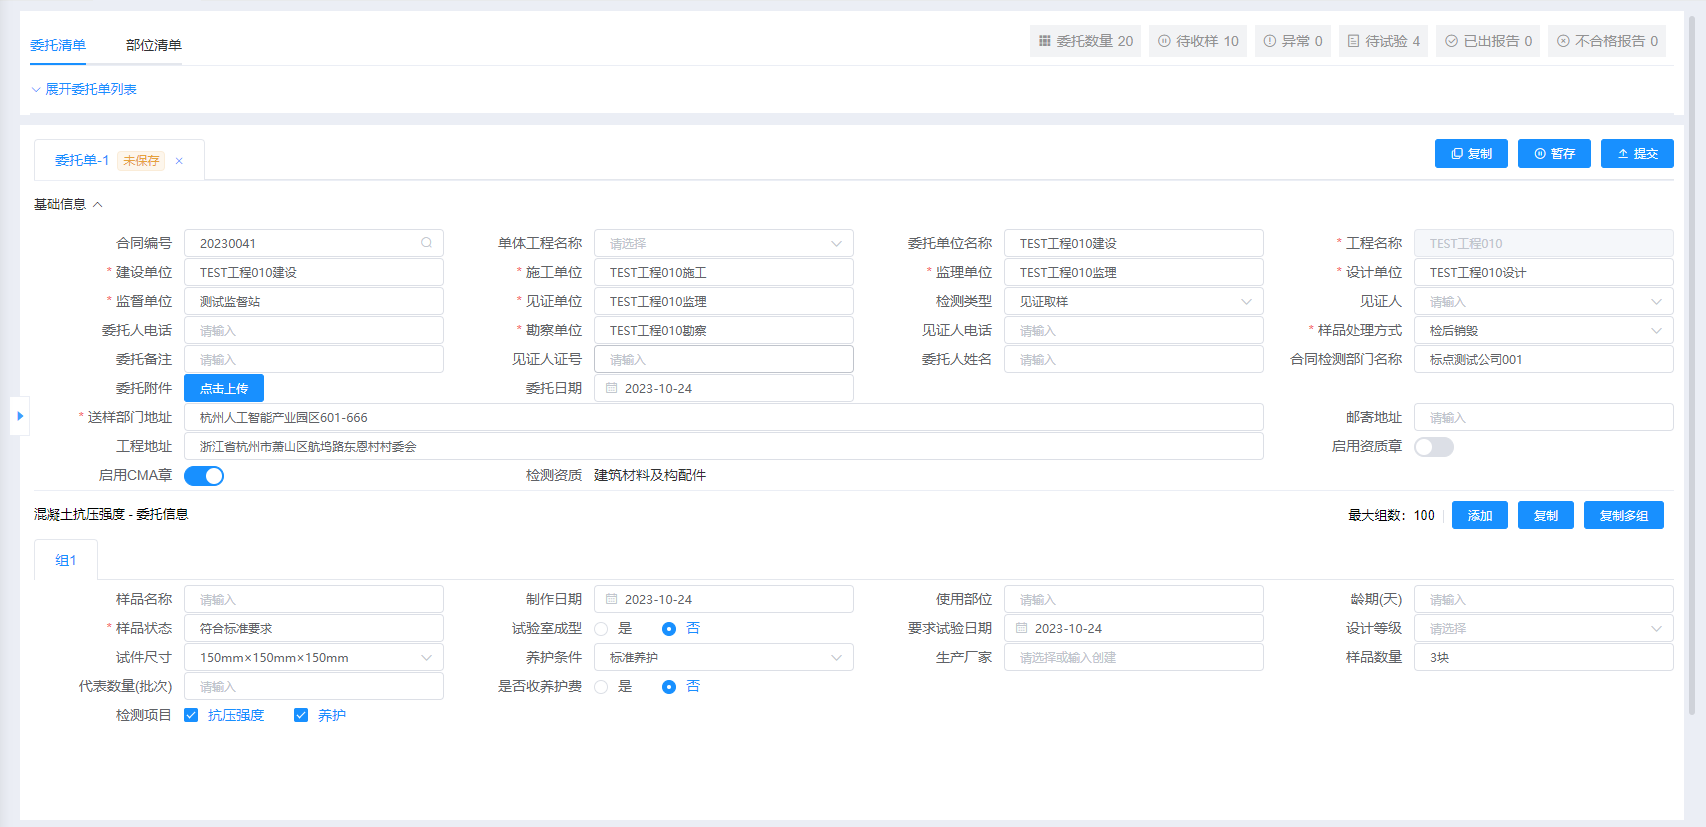 委托清单 部位清单 委托数量 20 待收样 10 异常 0 待试验 4 已出报告 0 不合格报告 0
展开委托单列表
委托单-1 未保存 × 复制 暂存 提交
基础信息
合同编号 20230041 单体工程名称 请选择 委托单位名称 TEST工程010建设 * 工程名称 TEST工程010
* 建设单位 TEST工程010建设 * 施工单位 TEST工程010施工 * 监理单位 TEST工程010监理 * 设计单位 TEST工程010设计
* 监督单位 测试监督站 * 见证单位 TEST工程010监理 检测类型 见证取样 见证人 请输入
委托人电话 请输入 * 勘察单位 TEST工程010勘察 见证人电话 请输入 * 样品处理方式 检后销毁
委托备注 请输入 见证人证号 请输入 委托人姓名 请输入 合同检测部门名称 标点测试公司001
委托附件 点击上传 委托日期 2023-10-24
* 送样部门地址 杭州人工智能产业园区601-666 邮寄地址 请输入
工程地址 浙江省杭州市萧山区航坞路东恩村村委会 启用资质章
启用CMA章 检测资质 建筑材料及构配件
混凝土抗压强度 - 委托信息 最大组数：100 添加 复制 复制多组
组1
样品名称 请输入 制作日期 2023-10-24 使用部位 请输入 龄期(天) 请输入
* 样品状态 符合标准要求 试验室成型 是 否 要求试验日期 2023-10-24 设计等级 请选择
试件尺寸 150mm×150mm×150mm 养护条件 标准养护 生产厂家 请选择或输入创建 样品数量 3块
代表数量(批次) 请输入 是否收养护费 是 否
检测项目 抗压强度 养护